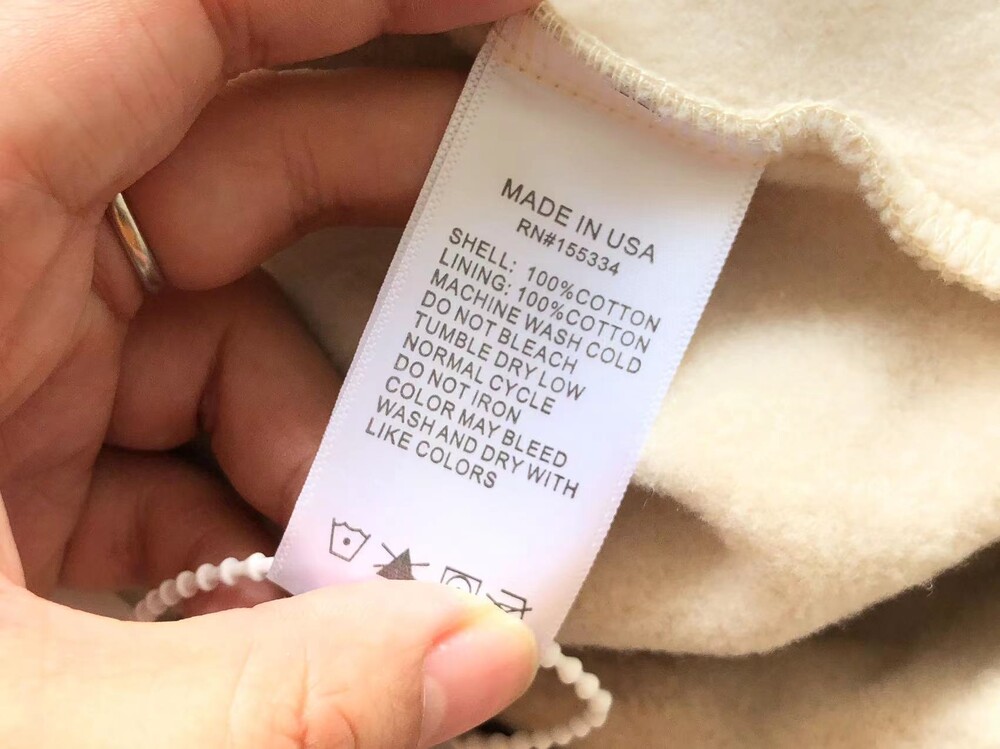 MADE IN USA
RN#155334
SHELL: 100%COTTON
LINING: 100%COTTON
MACHINE WASH COLD
DO NOT BLEACH
TUMBLE DRY LOW
NORMAL CYCLE
DO NOT IRON
COLOR MAY BLEED
WASH AND DRY WITH
LIKE COLORS